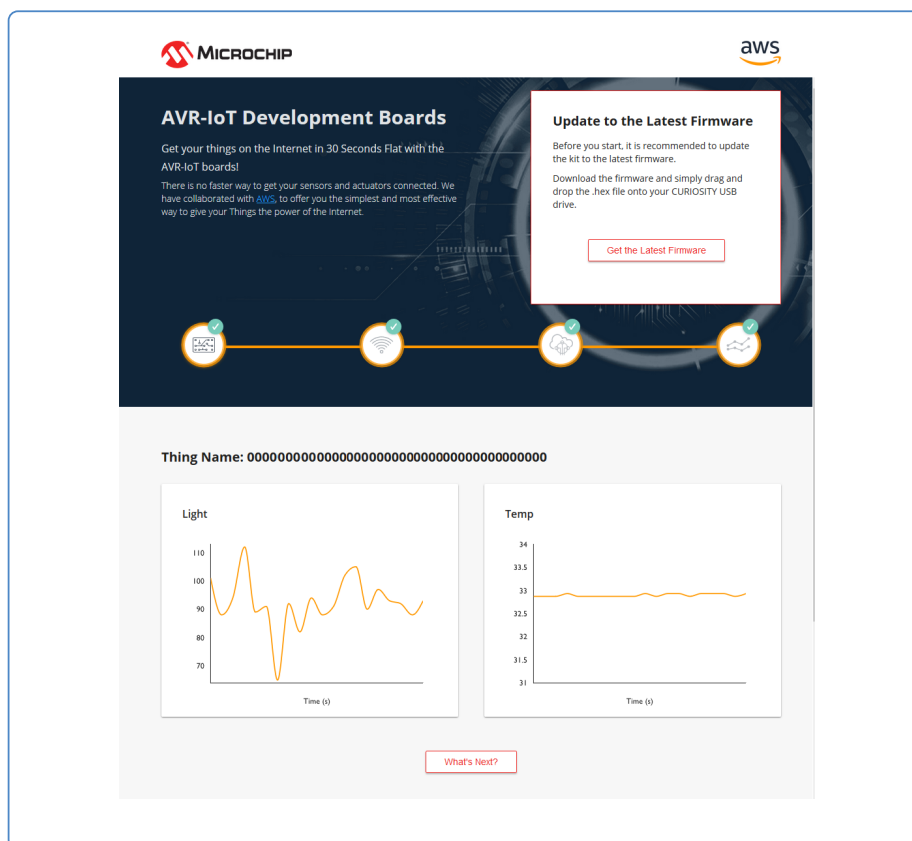 MICROCHIP
aws
AVR-IoT Development Boards
Get your things on the Internet in 30 Seconds Flat with the
AVR-IoT boards!
There is no faster way to get your sensors and actuators connected. We
have collaborated with AWS, to offer you the simplest and most effective
way to give your Things the power of the Internet.
Update to the Latest Firmware
Before you start, it is recommended to update
the kit to the latest firmware.
Download the firmware and simply drag and
drop the .hex file onto your CURIOSITY USB
drive.
Get the Latest Firmware
Thing Name: 0000000000000000000000000000000000000000
Light
110
100
90
80
70
Time (s)
Temp
34
33.5
33
32.5
32
31.5
31
Time (s)
What's Next?